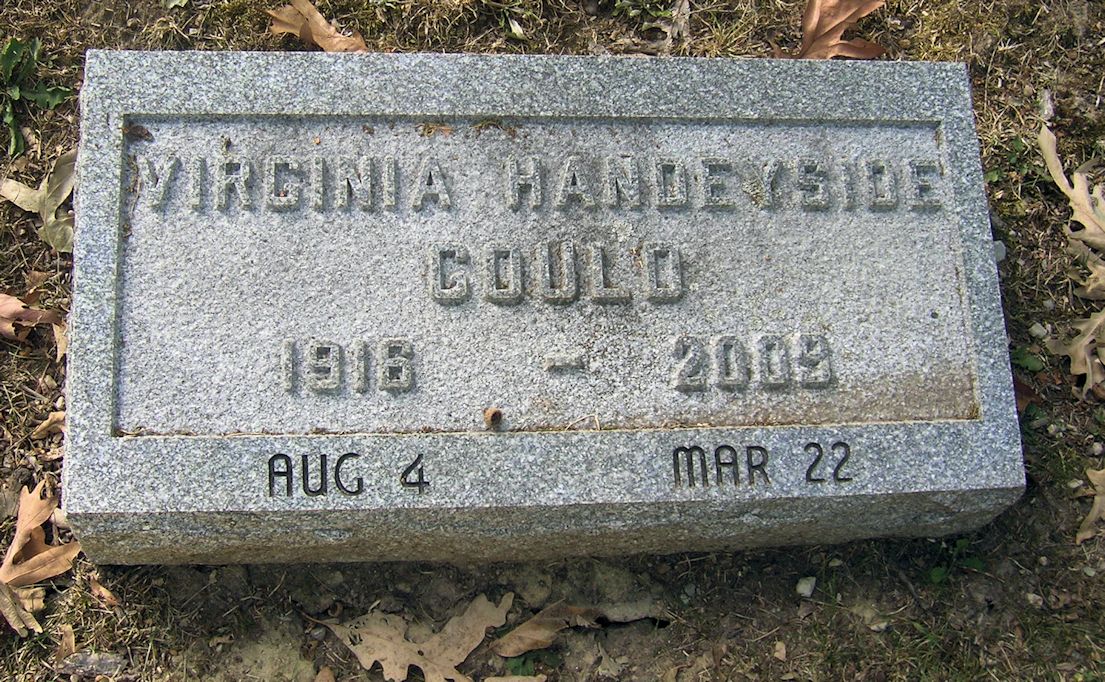 VIRGINIA HANDEYSIDE
GOULD
1916 - 2009
AUG 4 MAR 22